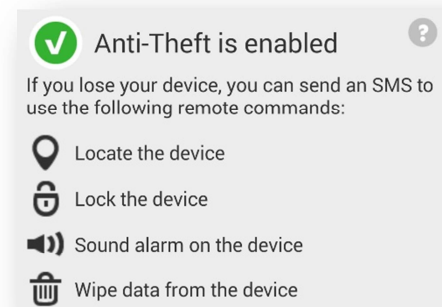 Anti-Theft is enabled
?
If you lose your device, you can send an SMS to
use the following remote commands:
Locate the device
Lock the device
Sound alarm on the device
Wipe data from the device